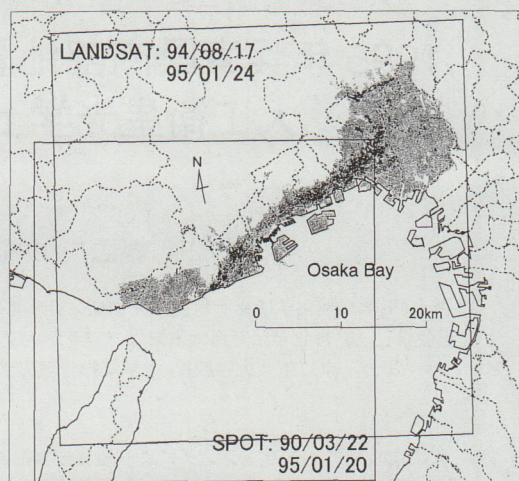 LANDSAT: 94/08/17
95/01/24
N
Osaka Bay
0 10 20km
SPOT: 90/03/22
95/01/20